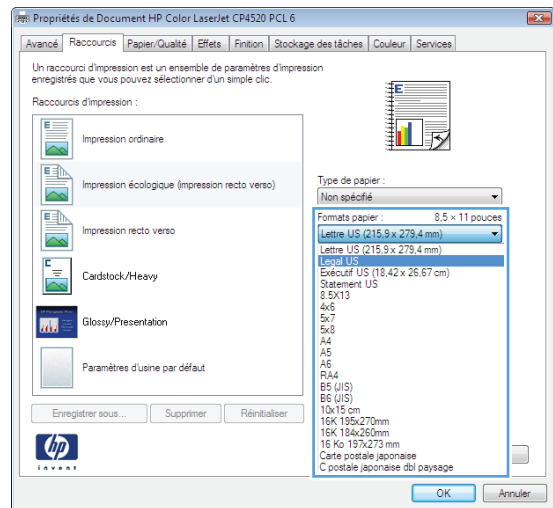 Propriétés de Document HP Color LaserJet CP4520 PCL 6
Avancé Raccourcis Papier/Qualité Effets Finition Stockage des tâches Couleur Services
Un raccourci d'impression est un ensemble de paramètres d'impression
enregistrés que vous pouvez sélectionner d'un simple clic.
Raccourcis d'impression :
Impression ordinaire
Impression écologique (impression recto verso)
Impression recto verso
Cardstock/Heavy
Glossy/Presentation
Paramètres d'usine par défaut
Enregistrer sous... Supprimer Réinitialiser
hp
invent
E
Type de papier :
Non spécifié
Formats papier : 8,5 × 11 pouces
Lettre US (215,9 x 279,4 mm)
Lettre US (215,9 x 279,4 mm)
Legal US
Exécutif US (18,42 x 26,67 cm)
Statement US
8.5X13
4x6
5x7
5x8
A4
A5
A6
RA4
B5 (JIS)
B6 (JIS)
10x15 cm
16K 195x270mm
16K 184x260mm
16 Ko 197x273 mm
Carte postale japonaise
C postale japonaise dbl paysage
OK Annuler